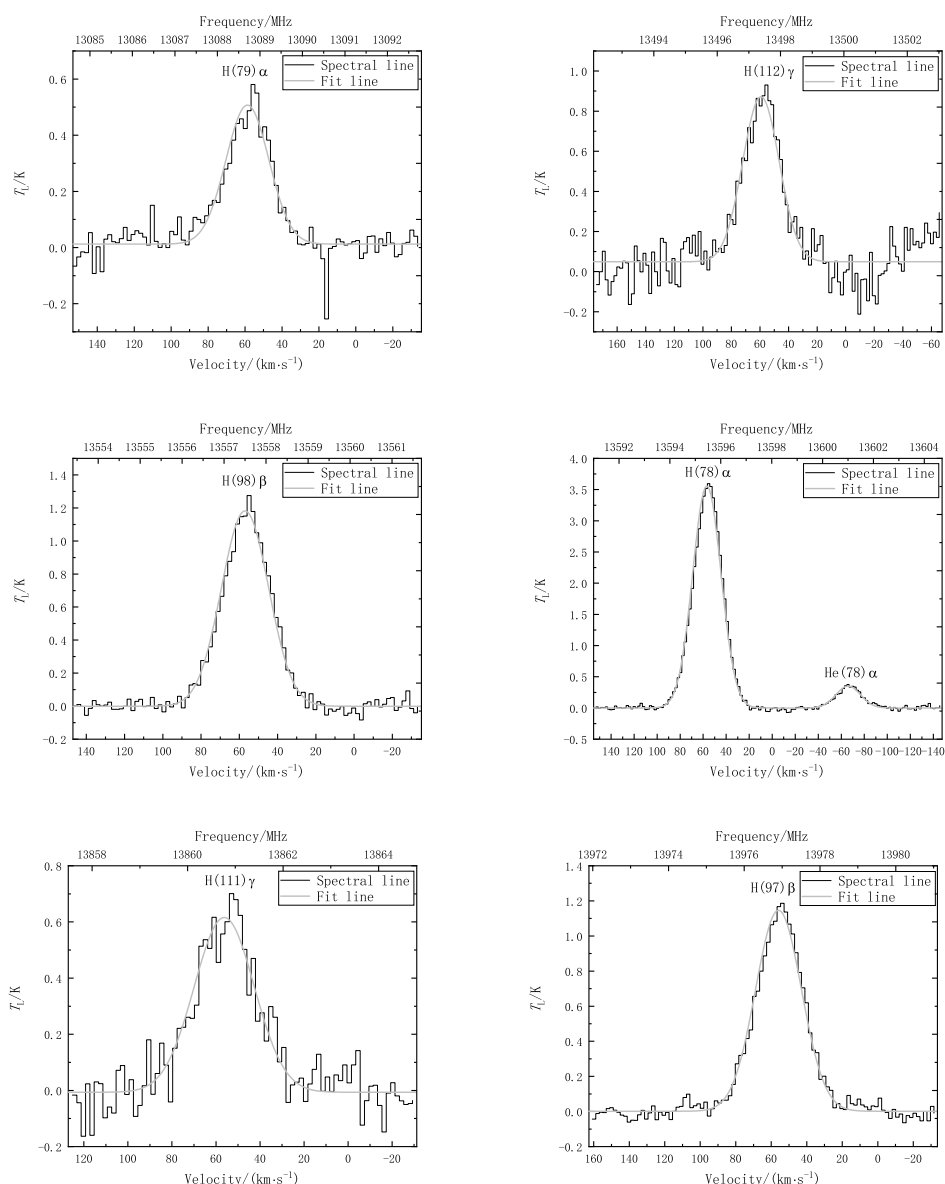 Frequency/MHz
13085 13086 13087 13088 13089 13090 13091 13092
H(79)α
Spectral line
Fit line
T_L/K
0.6
0.4
0.2
0.0
-0.2
140 120 100 80 60 40 20 0 -20
Velocity/(km·s⁻¹)
Frequency/MHz
13494 13496 13498 13500 13502
H(112)γ
Spectral line
Fit line
T_L/K
1.0
0.8
0.6
0.4
0.2
0.0
-0.2
160 140 120 100 80 60 40 20 0 -20 -40 -60
Velocity/(km·s⁻¹)
Frequency/MHz
13554 13555 13556 13557 13558 13559 13560 13561
H(98)β
Spectral line
Fit line
T_L/K
1.4
1.2
1.0
0.8
0.6
0.4
0.2
0.0
-0.2
140 120 100 80 60 40 20 0 -20
Velocity/(km·s⁻¹)
Frequency/MHz
13592 13594 13596 13598 13600 13602 13604
H(78)α
Spectral line
Fit line
He(78)α
T_L/K
4.0
3.5
3.0
2.5
2.0
1.5
1.0
0.5
0.0
-0.5
140 120 100 80 60 40 20 0 -20 -40 -60 -80 -100 -120 -140
Velocity/(km·s⁻¹)
Frequency/MHz
13858 13860 13862 13864
H(111)γ
Spectral line
Fit line
T_L/K
0.8
0.6
0.4
0.2
0.0
-0.2
120 100 80 60 40 20 0 -20
Velocity/(km·s⁻¹)
Frequency/MHz
13972 13974 13976 13978 13980
H(97)β
Spectral line
Fit line
T_L/K
1.4
1.2
1.0
0.8
0.6
0.4
0.2
0.0
-0.2
160 140 120 100 80 60 40 20 0 -20
Velocity/(km·s⁻¹)